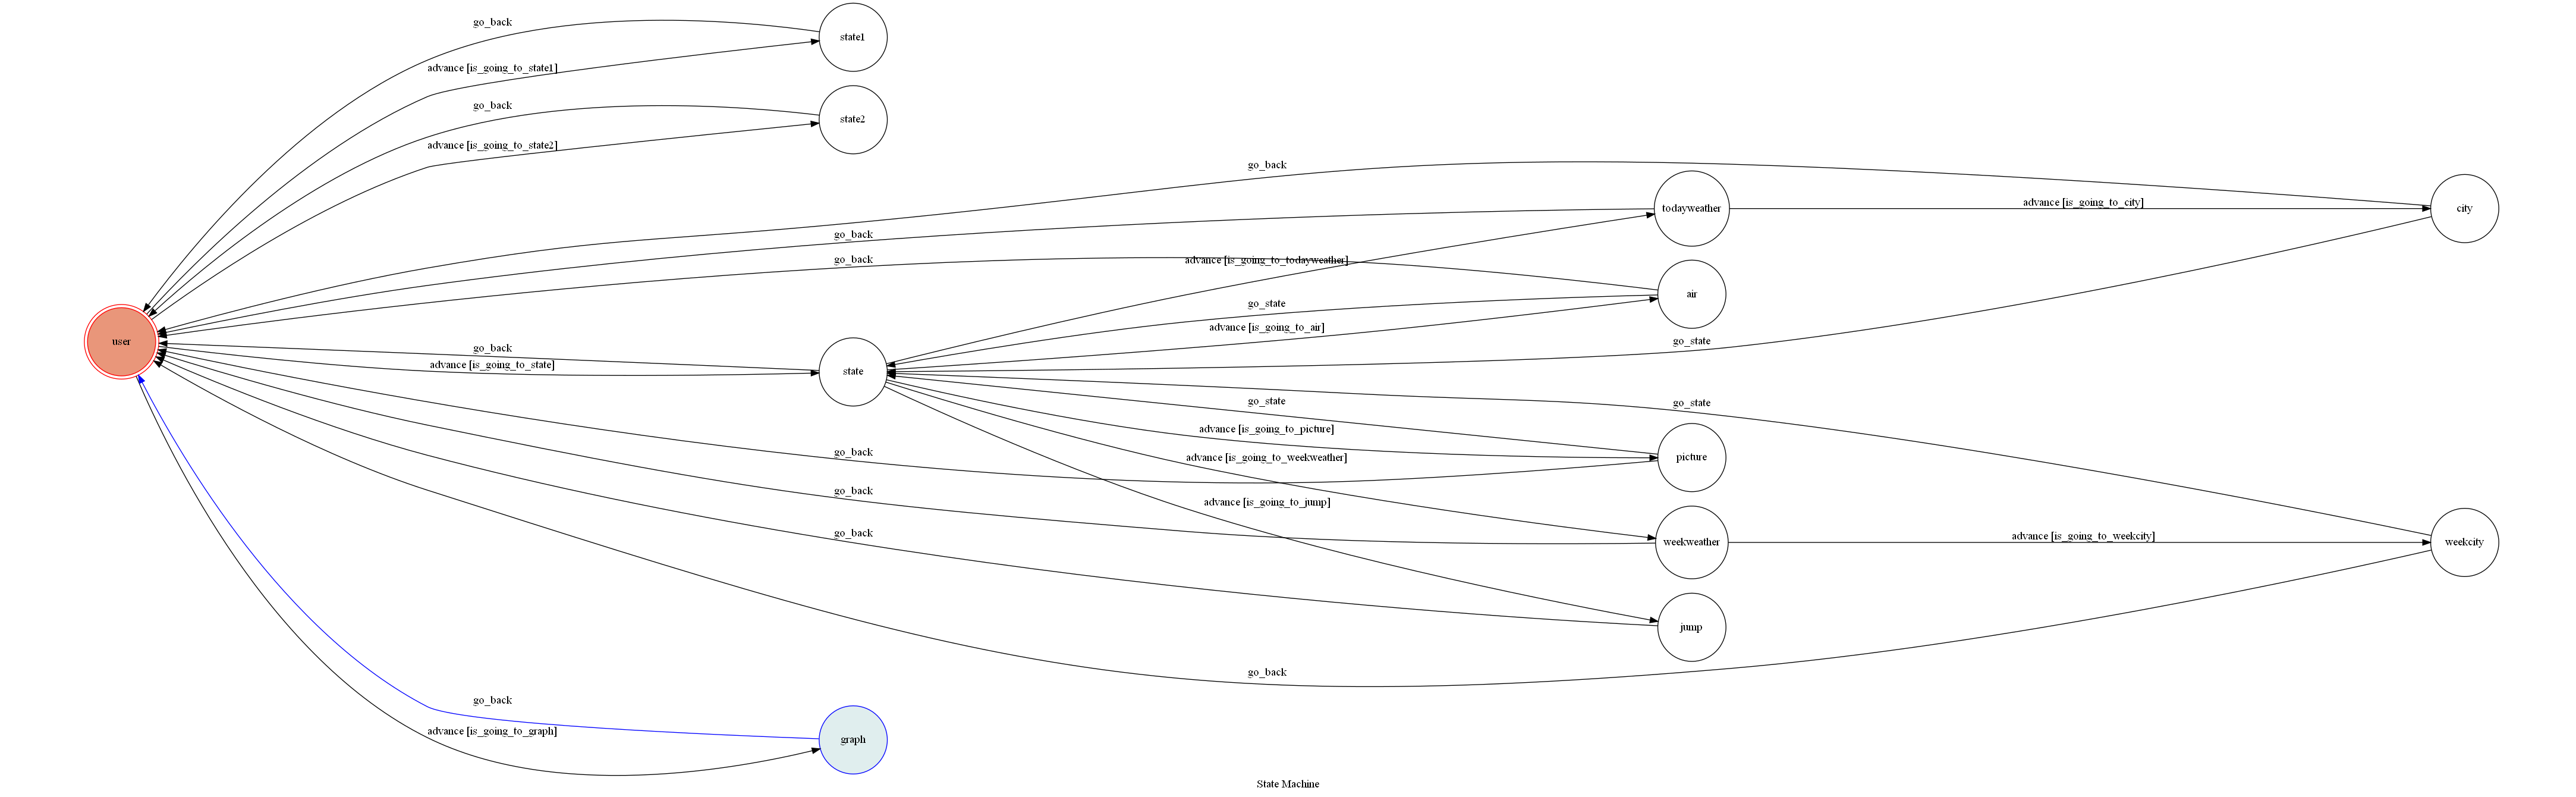 go_back
state1
advance [is_going_to_state1]
go_back
state2
advance [is_going_to_state2]
go_back
todayweather
advance [is_going_to_city]
city
go_back
go_back
advance [is_going_to_todayweather]
air
go_state
advance [is_going_to_air]
user
go_state
go_back
advance [is_going_to_state]
state
go_state
go_state
advance [is_going_to_picture]
go_back
picture
advance [is_going_to_weekweather]
go_back
advance [is_going_to_jump]
go_back
weekweather
advance [is_going_to_weekcity]
weekcity
jump
go_back
go_back
advance [is_going_to_graph]
graph
State Machine